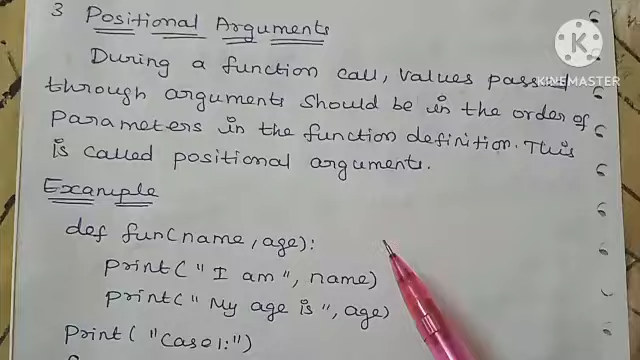 3 Positional Arguments
During a function call, values passed
through arguments should be in the order of
parameters in the function definition. This
is called positional arguments.
Example
def fun(name, age):
print(" I am ", name)
print(" My age is ", age)
print( "Case1:")
K
KINEMASTER